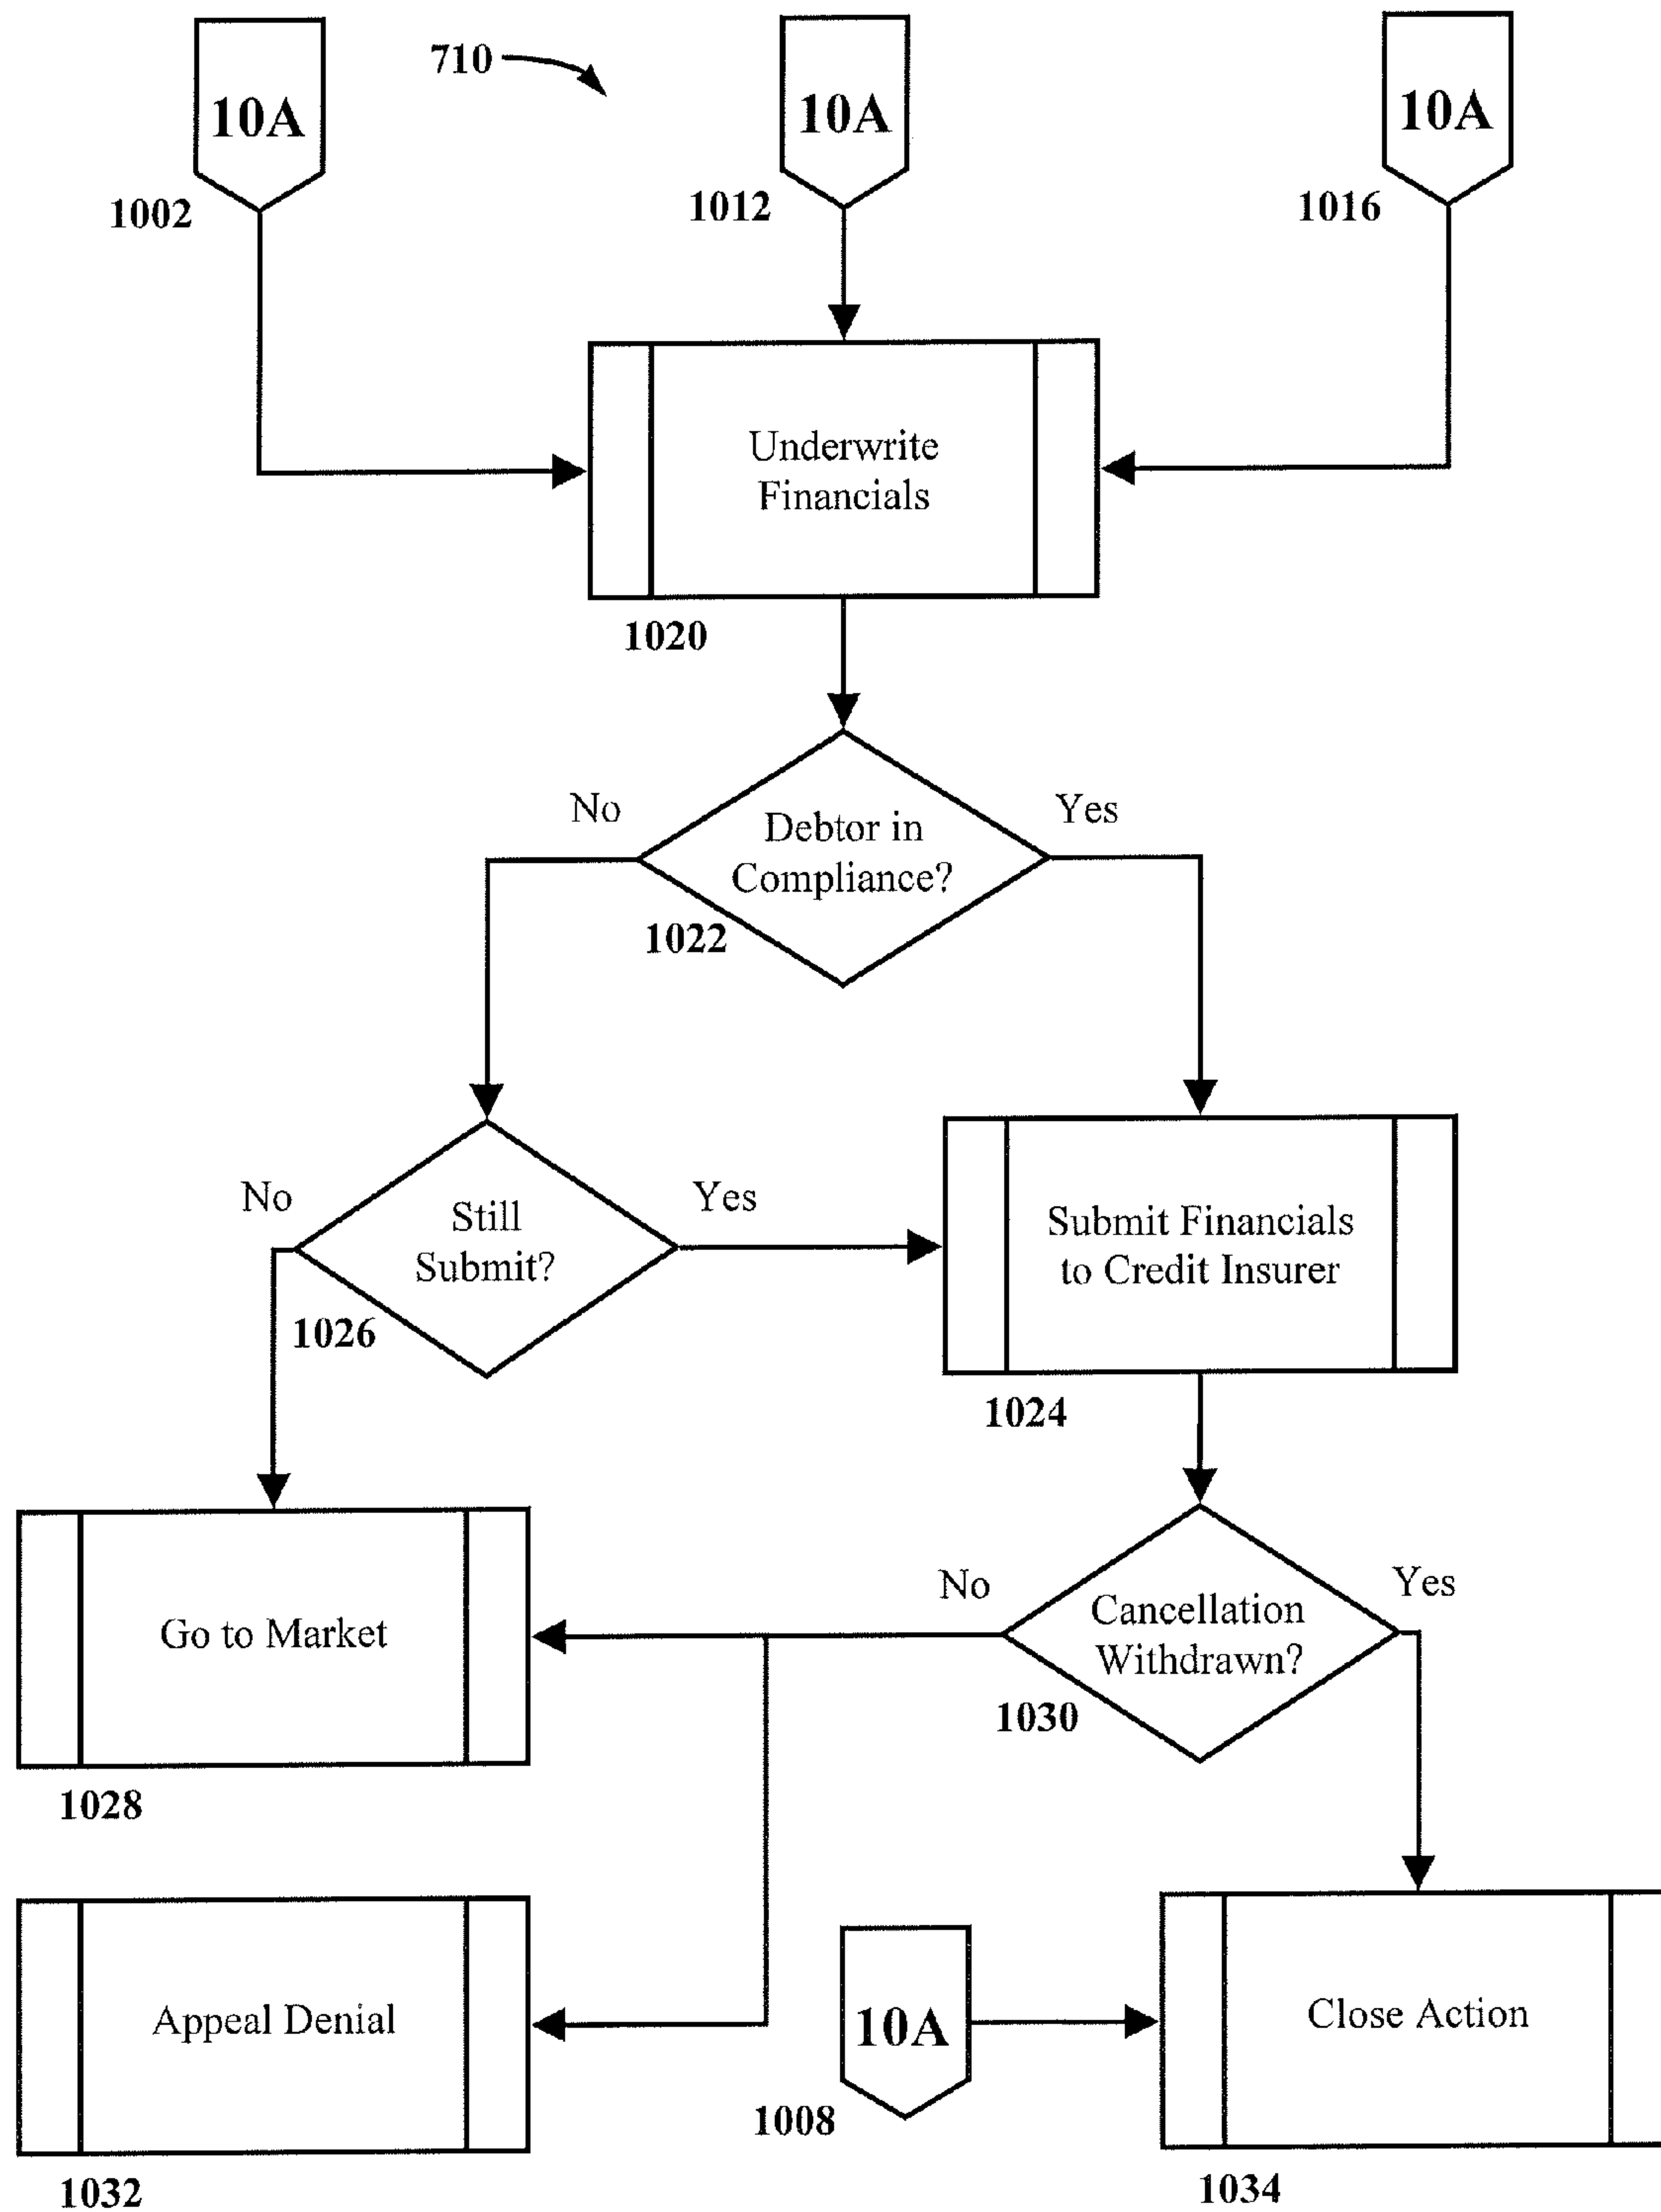 710
10A
10A
10A
1002
1012
1016
Underwrite
Financials
1020
No
Yes
Debtor in
Compliance?
1022
No
Yes
Still
Submit?
Submit Financials
to Credit Insurer
1026
1024
No
Yes
Cancellation
Withdrawn?
Go to Market
1030
1028
Appeal Denial
10A
Close Action
1008
1032
1034